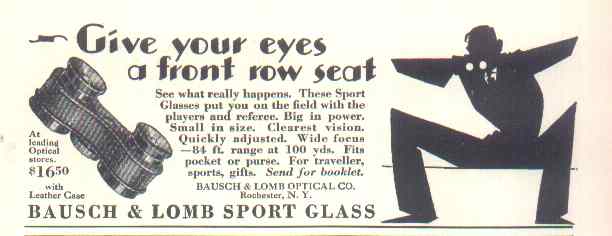 Give your eyes
a front row seat
See what really happens. These Sport
Glasses put you on the field with the
players and referee. Big in power.
Small in size. Clearest vision.
Quickly adjusted. Wide focus
—84 ft. range at 100 yds. Fits
pocket or purse. For traveller,
sports, gifts. Send for booklet.
BAUSCH & LOMB OPTICAL CO.
Rochester, N. Y.
At
leading
Optical
stores.
$1650
with
Leather Case
BAUSCH & LOMB SPORT GLASS